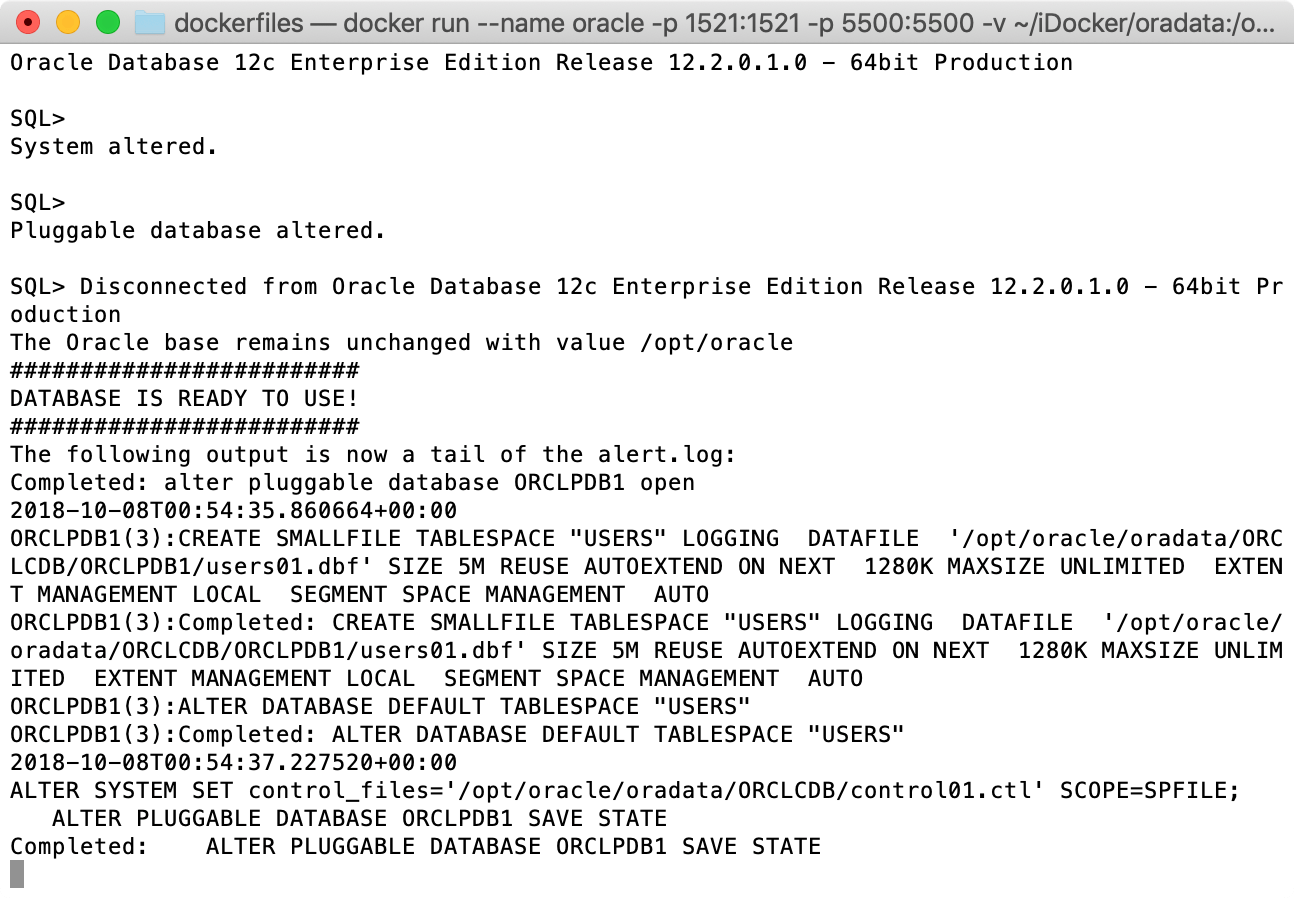 dockerfiles — docker run --name oracle -p 1521:1521 -p 5500:5500 -v ~/iDocker/oradata:/o...
Oracle Database 12c Enterprise Edition Release 12.2.0.1.0 - 64bit Production
SQL>
System altered.
SQL>
Pluggable database altered.
SQL> Disconnected from Oracle Database 12c Enterprise Edition Release 12.2.0.1.0 - 64bit Pr
oduction
The Oracle base remains unchanged with value /opt/oracle
#########################
DATABASE IS READY TO USE!
#########################
The following output is now a tail of the alert.log:
Completed: alter pluggable database ORCLPDB1 open
2018-10-08T00:54:35.860664+00:00
ORCLPDB1(3):CREATE SMALLFILE TABLESPACE "USERS" LOGGING  DATAFILE  '/opt/oracle/oradata/ORC
LCDB/ORCLPDB1/users01.dbf' SIZE 5M REUSE AUTOEXTEND ON NEXT  1280K MAXSIZE UNLIMITED  EXTEN
T MANAGEMENT LOCAL  SEGMENT SPACE MANAGEMENT  AUTO
ORCLPDB1(3):Completed: CREATE SMALLFILE TABLESPACE "USERS" LOGGING  DATAFILE  '/opt/oracle/
oradata/ORCLCDB/ORCLPDB1/users01.dbf' SIZE 5M REUSE AUTOEXTEND ON NEXT  1280K MAXSIZE UNLIM
ITED  EXTENT MANAGEMENT LOCAL  SEGMENT SPACE MANAGEMENT  AUTO
ORCLPDB1(3):ALTER DATABASE DEFAULT TABLESPACE "USERS"
ORCLPDB1(3):Completed: ALTER DATABASE DEFAULT TABLESPACE "USERS"
2018-10-08T00:54:37.227520+00:00
ALTER SYSTEM SET control_files='/opt/oracle/oradata/ORCLCDB/control01.ctl' SCOPE=SPFILE;
   ALTER PLUGGABLE DATABASE ORCLPDB1 SAVE STATE
Completed:    ALTER PLUGGABLE DATABASE ORCLPDB1 SAVE STATE